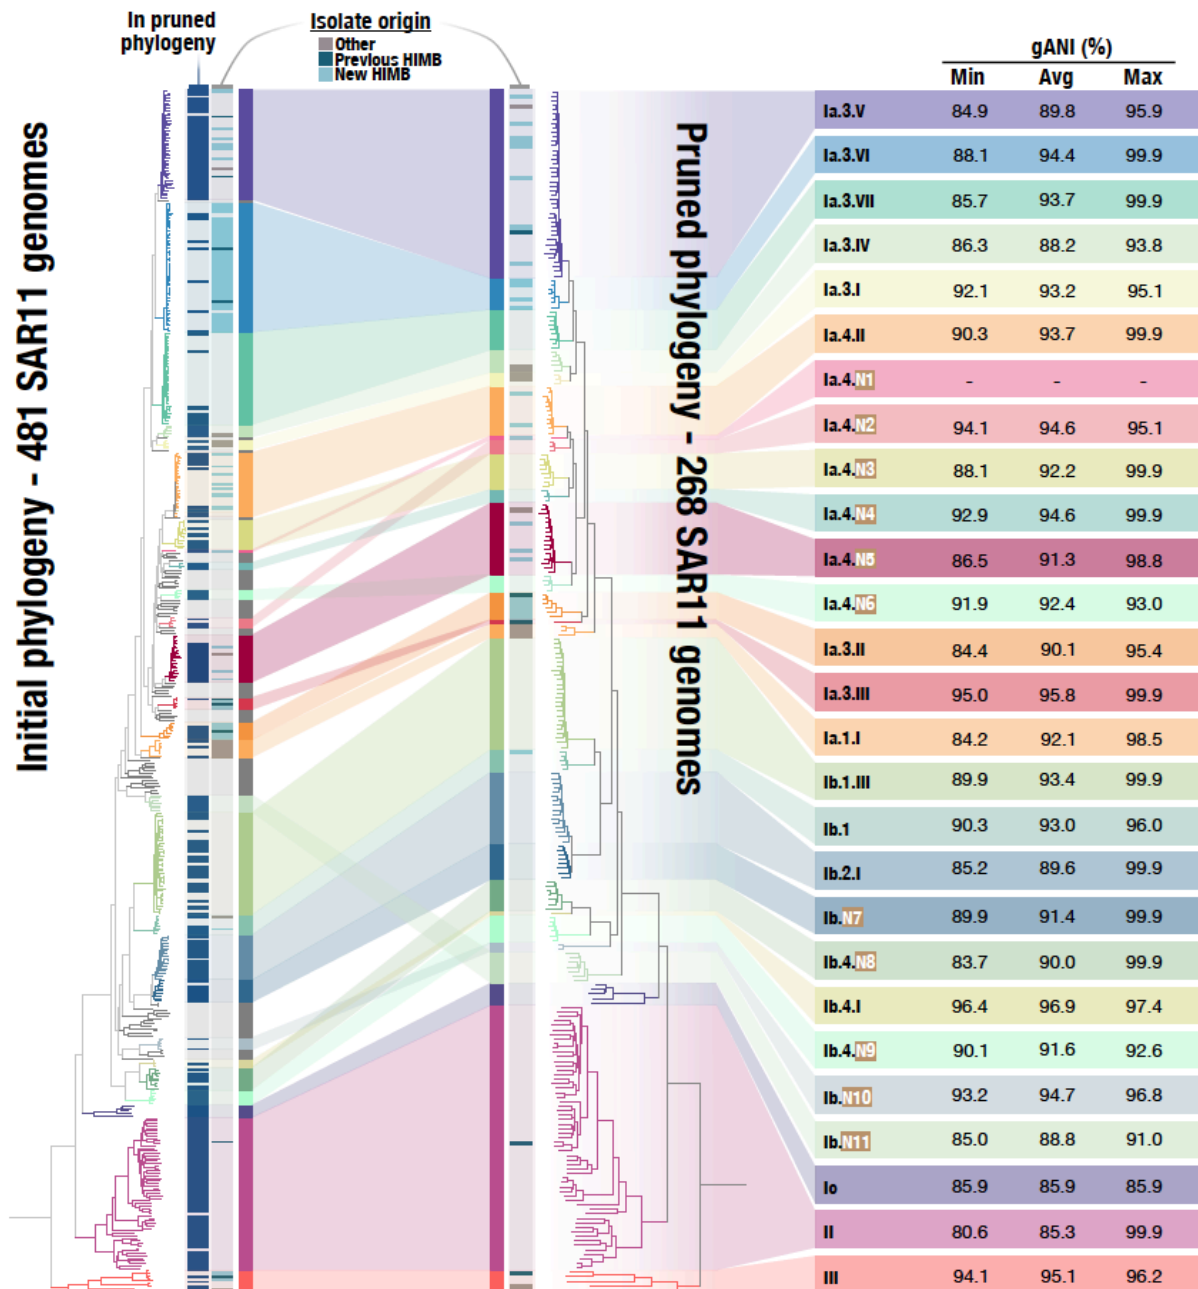 In pruned
phylogeny
Isolate origin
Other
Previous HIMB
New HIMB
Initial phylogeny - 481 SAR11 genomes
Pruned phylogeny - 268 SAR11 genomes
gANI (%)
Min Avg Max
Ia.3.V 84.9 89.8 95.9
Ia.3.VI 88.1 94.4 99.9
Ia.3.VII 85.7 93.7 99.9
Ia.3.IV 86.3 88.2 93.8
Ia.3.I 92.1 93.2 95.1
Ia.4.II 90.3 93.7 99.9
Ia.4.N1 - - -
Ia.4.N2 94.1 94.6 95.1
Ia.4.N3 88.1 92.2 99.9
Ia.4.N4 92.9 94.6 99.9
Ia.4.N5 86.5 91.3 98.8
Ia.4.N6 91.9 92.4 93.0
Ia.3.II 84.4 90.1 95.4
Ia.3.III 95.0 95.8 99.9
Ia.1.I 84.2 92.1 98.5
Ib.1.III 89.9 93.4 99.9
Ib.1 90.3 93.0 96.0
Ib.2.I 85.2 89.6 99.9
Ib.N7 89.9 91.4 99.9
Ib.4.N8 83.7 90.0 99.9
Ib.4.I 96.4 96.9 97.4
Ib.4.N9 90.1 91.6 92.6
Ib.N10 93.2 94.7 96.8
Ib.N11 85.0 88.8 91.0
Io 85.9 85.9 85.9
II 80.6 85.3 99.9
III 94.1 95.1 96.2